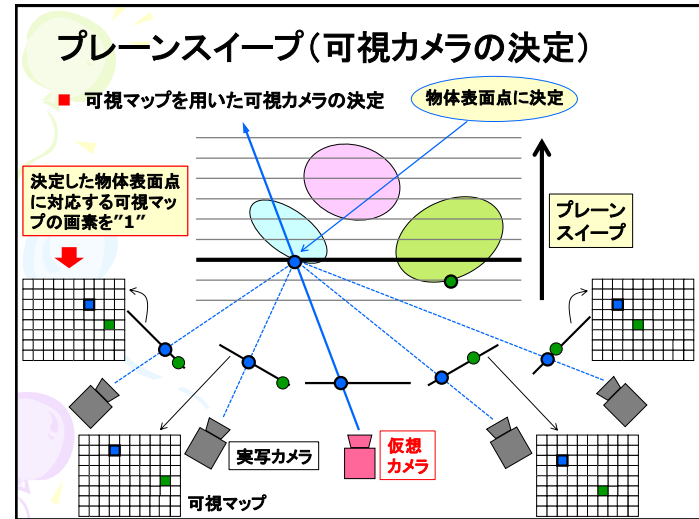 プレーンスイープ（可視カメラの決定）
可視マップを用いた可視カメラの決定
物体表面点に決定
決定した物体表面点
に対応する可視マッ
プの画素を”1”
プレーン
スイープ
実写カメラ
仮想
カメラ
可視マップ